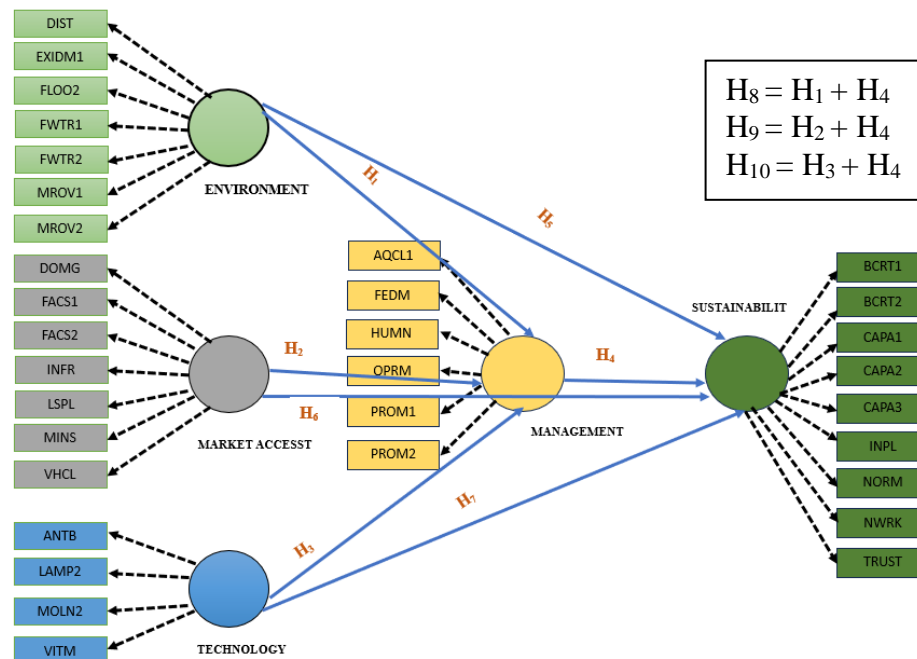 DIST
EXIDM1
FLOO2
FWTR1
FWTR2
MROV1
MROV2
ENVIRONMENT
H₁
H₅
H₈ = H₁ + H₄
H₉ = H₂ + H₄
H₁₀ = H₃ + H₄
DOMG
FACS1
FACS2
INFR
LSPL
MINS
VHCL
MARKET ACCESST
H₂
H₆
AQCL1
FEDM
HUMN
OPRM
PROM1
PROM2
MANAGEMENT
H₄
SUSTAINABILIT
BCRT1
BCRT2
CAPA1
CAPA2
CAPA3
INPL
NORM
NWRK
TRUST
ANTB
LAMP2
MOLN2
VITM
TECHNOLOGY
H₃
H₇